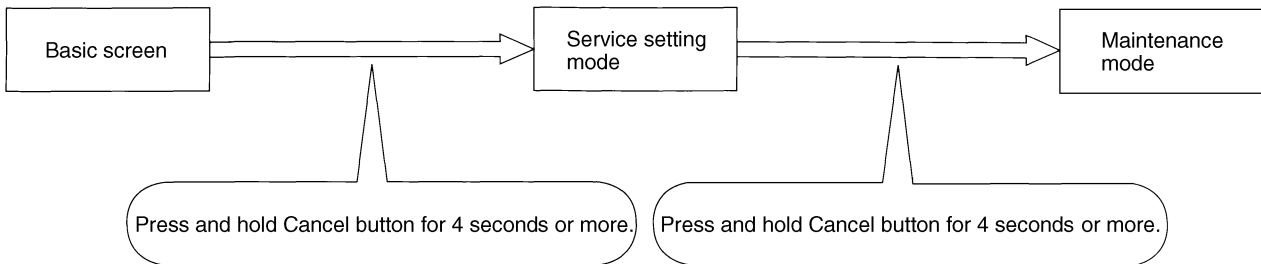 Basic screen
Service setting
mode
Maintenance
mode
Press and hold Cancel button for 4 seconds or more.
Press and hold Cancel button for 4 seconds or more.